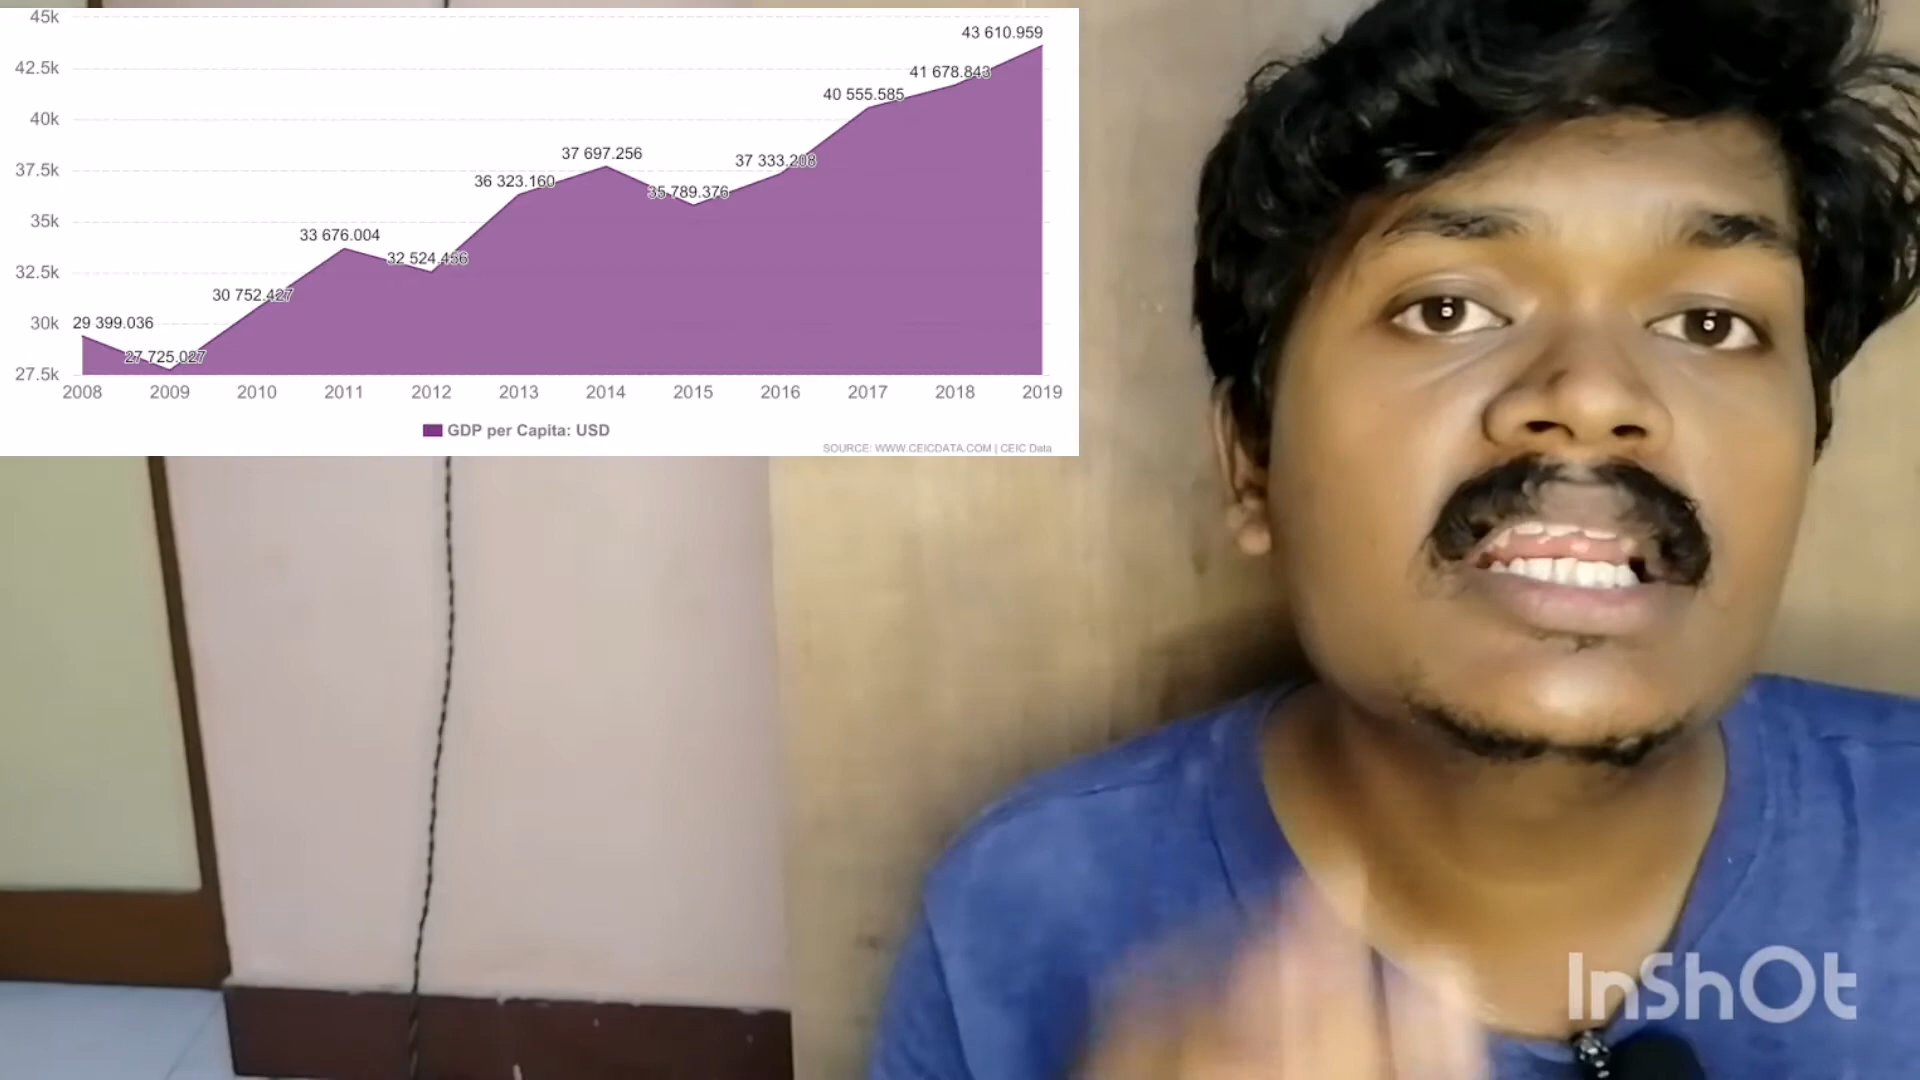 45k
43 610.959
42.5k
41 678.843
40 555.585
40k
37 697.256
37 333.208
37.5k
36 323.160
35 789.376
35k
33 676.004
32 524.456
32.5k
30 752.427
30k
29 399.036
27 725.027
27.5k
2008 2009 2010 2011 2012 2013 2014 2015 2016 2017 2018 2019
GDP per Capita: USD
SOURCE: WWW.CEICDATA.COM | CEIC Data
InShOt